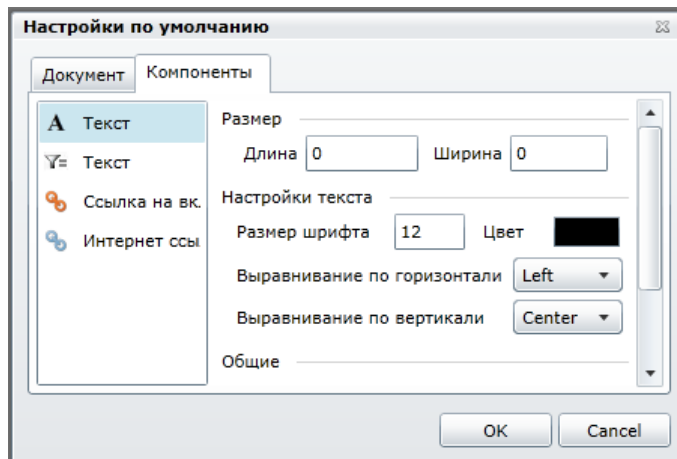 Настройки по умолчанию
Документ Компоненты
A Текст
Текст
Ссылка на вк.
Интернет ссы
Размер
Длина 0 Ширина 0
Настройки текста
Размер шрифта 12 Цвет
Выравнивание по горизонтали Left
Выравнивание по вертикали Center
Общие
OK Cancel